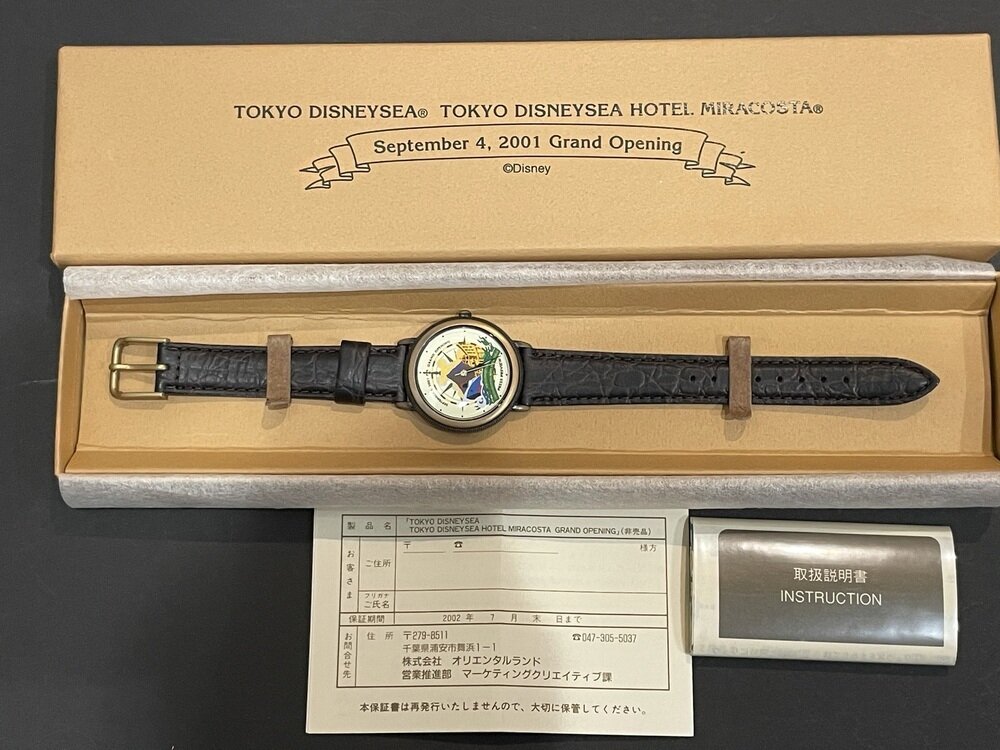 TOKYO DISNEYSEA® TOKYO DISNEYSEA HOTEL MIRACOSTA®
September 4, 2001 Grand Opening
©Disney
製品名
「TOKYO DISNEYSEA
TOKYO DISNEYSEA HOTEL MIRACOSTA GRAND OPENING」(非売品)
お客さま
ご住所
〒 ☎
様方
フリガナ
ご氏名
保証期間 2002 年 7 月 末 日まで
お問合せ先
住所 〒279-8511 ☎047-305-5037
千葉県浦安市舞浜1-1
株式会社 オリエンタルランド
営業推進部 マーケティングクリエイティブ課
本保証書は再発行いたしませんので、大切に保管してください。
取扱説明書
INSTRUCTION